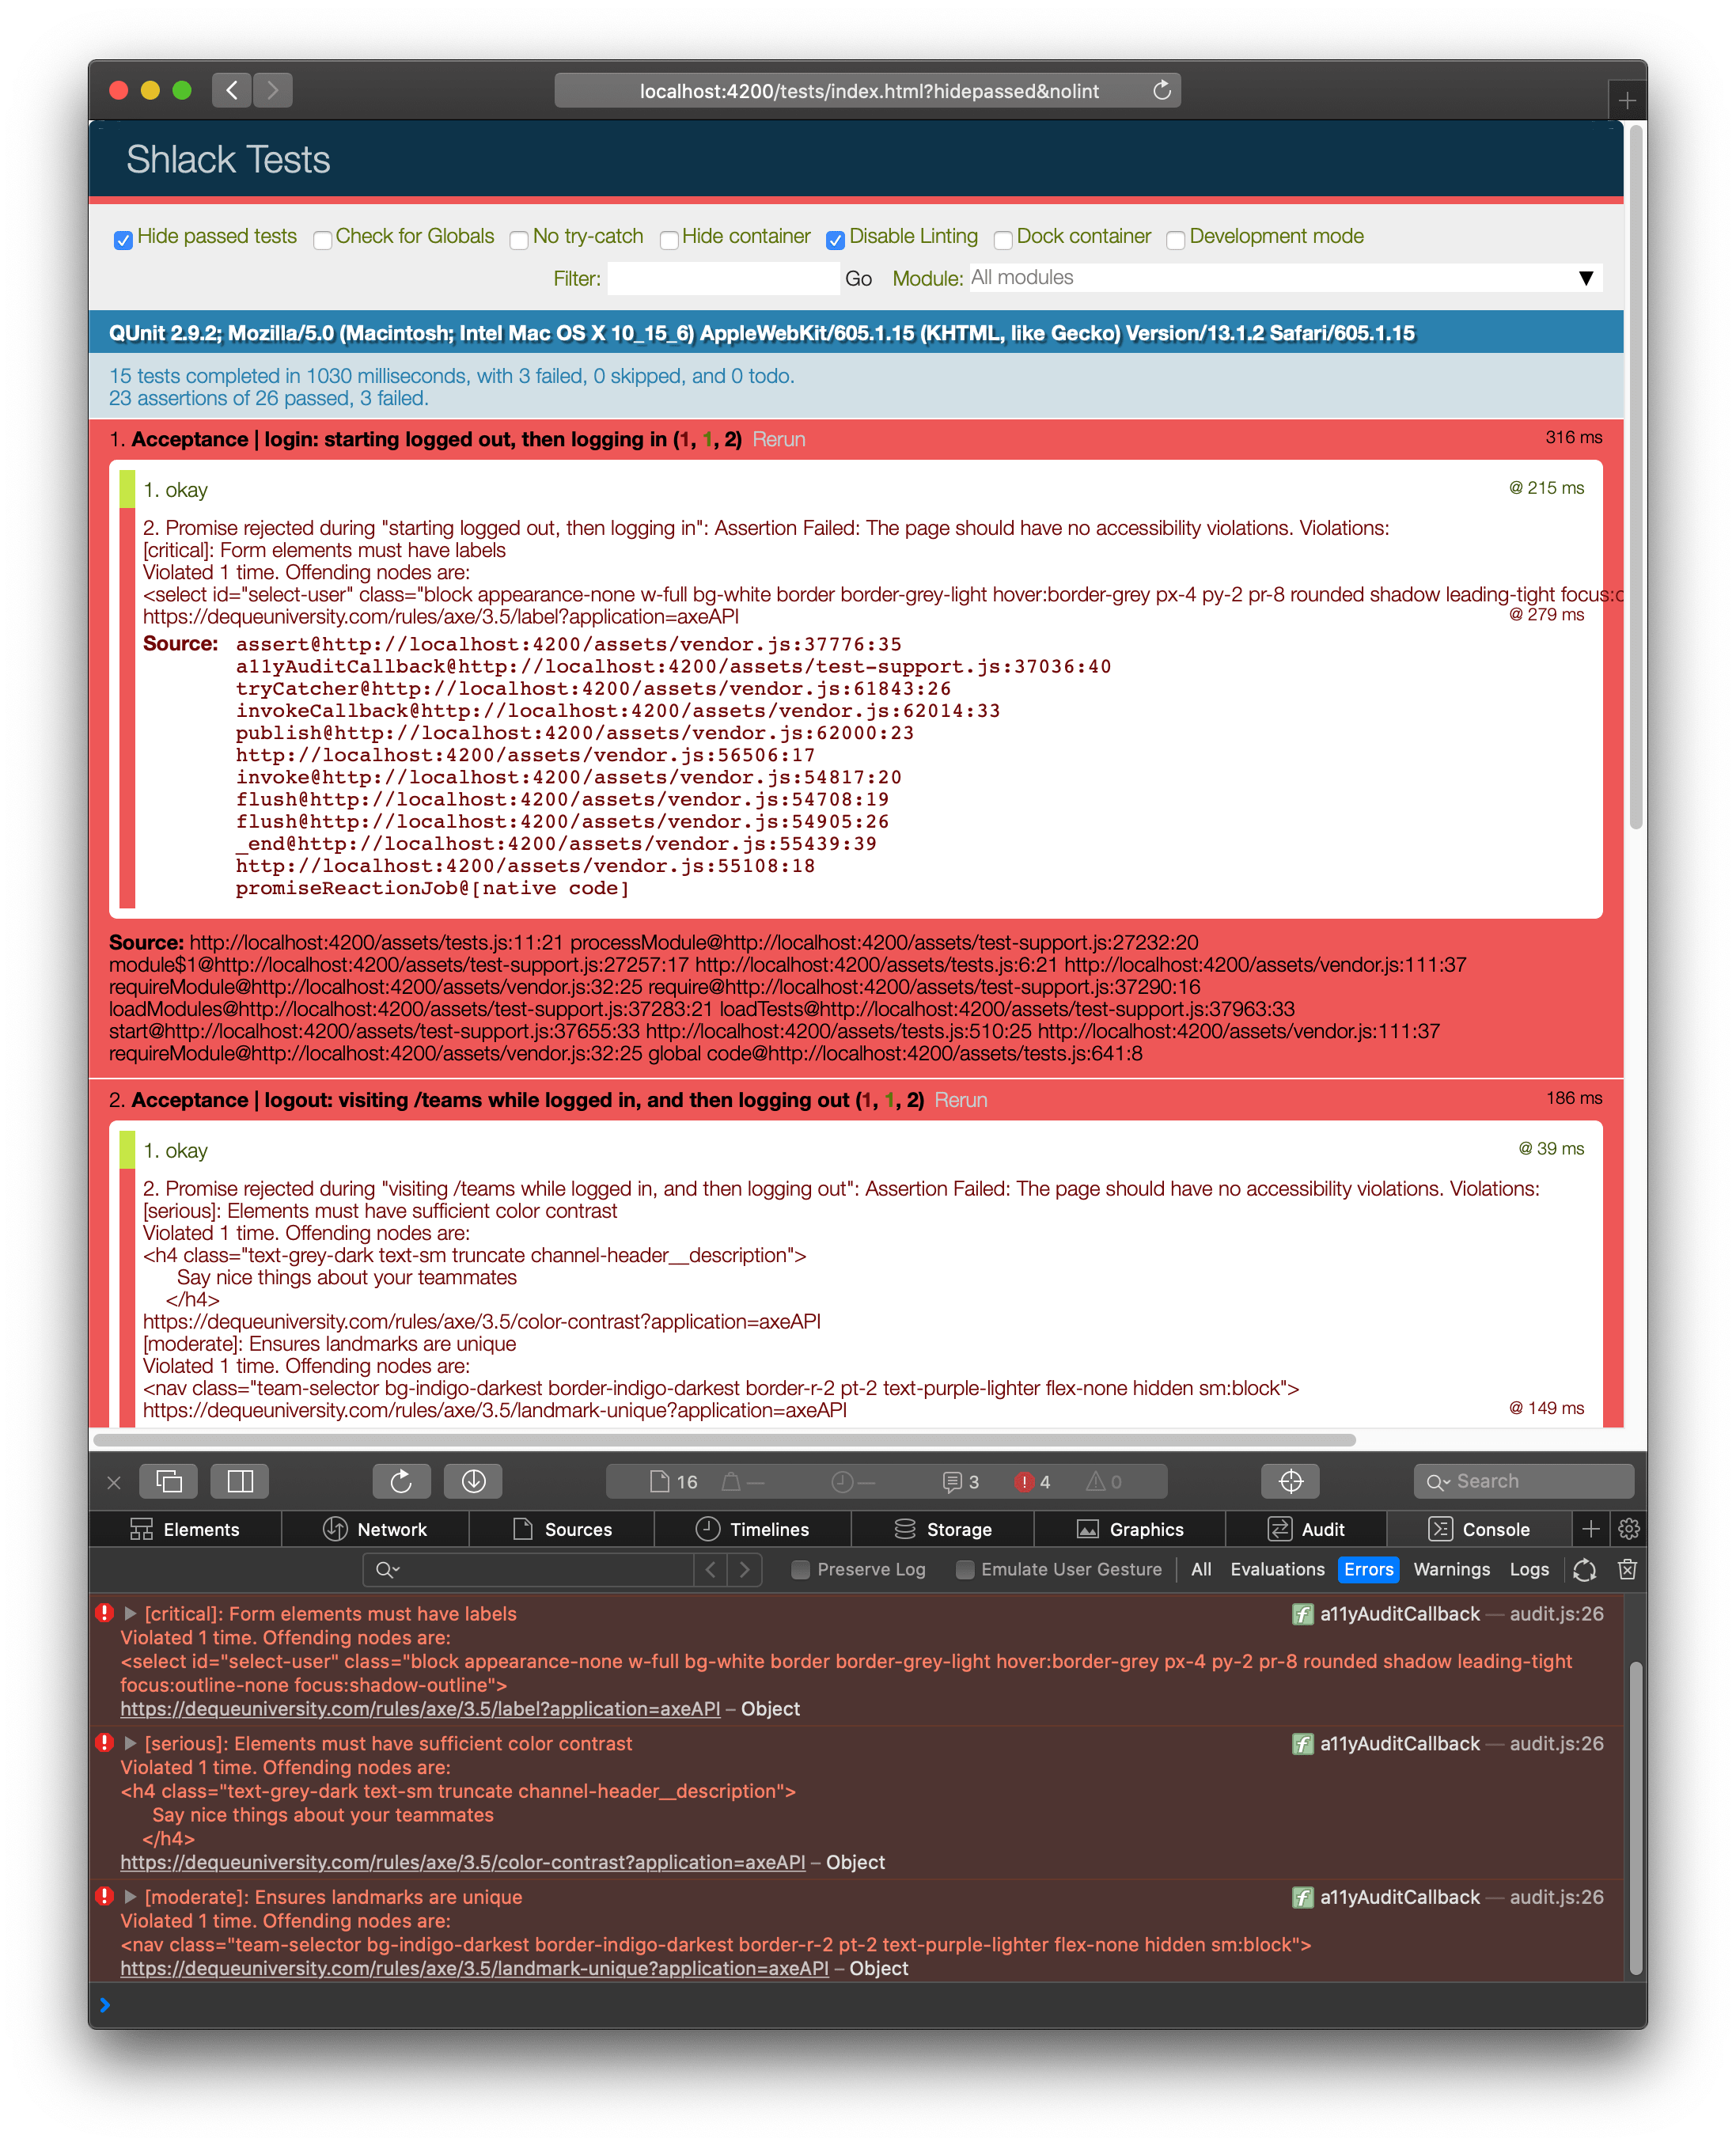 localhost:4200/tests/index.html?hidepassed&nolint
Shlack Tests
Hide passed tests Check for Globals No try-catch Hide container Disable Linting Dock container Development mode
Filter: Go Module: All modules ▼
QUnit 2.9.2; Mozilla/5.0 (Macintosh; Intel Mac OS X 10_15_6) AppleWebKit/605.1.15 (KHTML, like Gecko) Version/13.1.2 Safari/605.1.15
15 tests completed in 1030 milliseconds, with 3 failed, 0 skipped, and 0 todo.
23 assertions of 26 passed, 3 failed.
1. Acceptance | login: starting logged out, then logging in (1, 1, 2) Rerun 316 ms
1. okay @ 215 ms
2. Promise rejected during "starting logged out, then logging in": Assertion Failed: The page should have no accessibility violations. Violations:
[critical]: Form elements must have labels
Violated 1 time. Offending nodes are:
<select id="select-user" class="block appearance-none w-full bg-white border border-grey-light hover:border-grey px-4 py-2 pr-8 rounded shadow leading-tight focus:o
https://dequeuniversity.com/rules/axe/3.5/label?application=axeAPI @ 279 ms
Source: assert@http://localhost:4200/assets/vendor.js:37776:35
a11yAuditCallback@http://localhost:4200/assets/test-support.js:37036:40
tryCatcher@http://localhost:4200/assets/vendor.js:61843:26
invokeCallback@http://localhost:4200/assets/vendor.js:62014:33
publish@http://localhost:4200/assets/vendor.js:62000:23
http://localhost:4200/assets/vendor.js:56506:17
invoke@http://localhost:4200/assets/vendor.js:54817:20
flush@http://localhost:4200/assets/vendor.js:54708:19
flush@http://localhost:4200/assets/vendor.js:54905:26
_end@http://localhost:4200/assets/vendor.js:55439:39
http://localhost:4200/assets/vendor.js:55108:18
promiseReactionJob@[native code]
Source: http://localhost:4200/assets/tests.js:11:21 processModule@http://localhost:4200/assets/test-support.js:27232:20
module$1@http://localhost:4200/assets/test-support.js:27257:17 http://localhost:4200/assets/tests.js:6:21 http://localhost:4200/assets/vendor.js:111:37
requireModule@http://localhost:4200/assets/vendor.js:32:25 require@http://localhost:4200/assets/test-support.js:37290:16
loadModules@http://localhost:4200/assets/test-support.js:37283:21 loadTests@http://localhost:4200/assets/test-support.js:37963:33
start@http://localhost:4200/assets/test-support.js:37655:33 http://localhost:4200/assets/tests.js:510:25 http://localhost:4200/assets/vendor.js:111:37
requireModule@http://localhost:4200/assets/vendor.js:32:25 global code@http://localhost:4200/assets/tests.js:641:8
2. Acceptance | logout: visiting /teams while logged in, and then logging out (1, 1, 2) Rerun 186 ms
1. okay @ 39 ms
2. Promise rejected during "visiting /teams while logged in, and then logging out": Assertion Failed: The page should have no accessibility violations. Violations:
[serious]: Elements must have sufficient color contrast
Violated 1 time. Offending nodes are:
<h4 class="text-grey-dark text-sm truncate channel-header__description">
Say nice things about your teammates
</h4>
https://dequeuniversity.com/rules/axe/3.5/color-contrast?application=axeAPI
[moderate]: Ensures landmarks are unique
Violated 1 time. Offending nodes are:
<nav class="team-selector bg-indigo-darkest border-indigo-darkest border-r-2 pt-2 text-purple-lighter flex-none hidden sm:block">
https://dequeuniversity.com/rules/axe/3.5/landmark-unique?application=axeAPI @ 149 ms
16 — — 3 4 0 Search
Elements Network Sources Timelines Storage Graphics Audit Console
Preserve Log Emulate User Gesture All Evaluations Errors Warnings Logs
[critical]: Form elements must have labels f a11yAuditCallback — audit.js:26
Violated 1 time. Offending nodes are:
<select id="select-user" class="block appearance-none w-full bg-white border border-grey-light hover:border-grey px-4 py-2 pr-8 rounded shadow leading-tight
focus:outline-none focus:shadow-outline">
https://dequeuniversity.com/rules/axe/3.5/label?application=axeAPI – Object
[serious]: Elements must have sufficient color contrast f a11yAuditCallback — audit.js:26
Violated 1 time. Offending nodes are:
<h4 class="text-grey-dark text-sm truncate channel-header__description">
Say nice things about your teammates
</h4>
https://dequeuniversity.com/rules/axe/3.5/color-contrast?application=axeAPI – Object
[moderate]: Ensures landmarks are unique f a11yAuditCallback — audit.js:26
Violated 1 time. Offending nodes are:
<nav class="team-selector bg-indigo-darkest border-indigo-darkest border-r-2 pt-2 text-purple-lighter flex-none hidden sm:block">
https://dequeuniversity.com/rules/axe/3.5/landmark-unique?application=axeAPI – Object